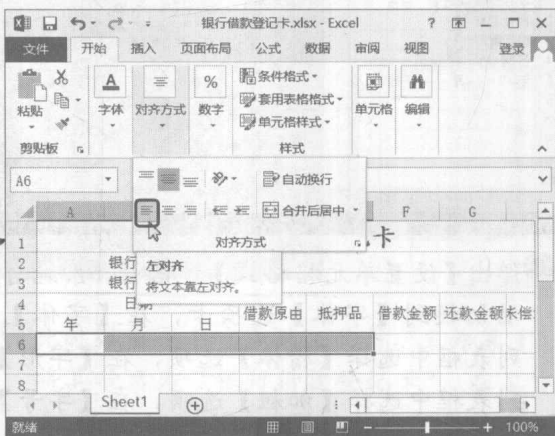 银行借款登记卡.xlsx - Excel
文件 开始 插入 页面布局 公式 数据 审阅 视图 登录
粘贴 字体 对齐方式 数字 条件格式 套用表格格式 单元格样式 单元格 编辑
剪贴板 样式
A6 自动换行
合并后居中
对齐方式
A F G
1 卡
2 银行 左对齐
3 银行 将文本靠左对齐。
4 日期
5 年 月 日 借款原由 抵押品 借款金额 还款金额 未偿
6
7
8
Sheet1
就绪 100%